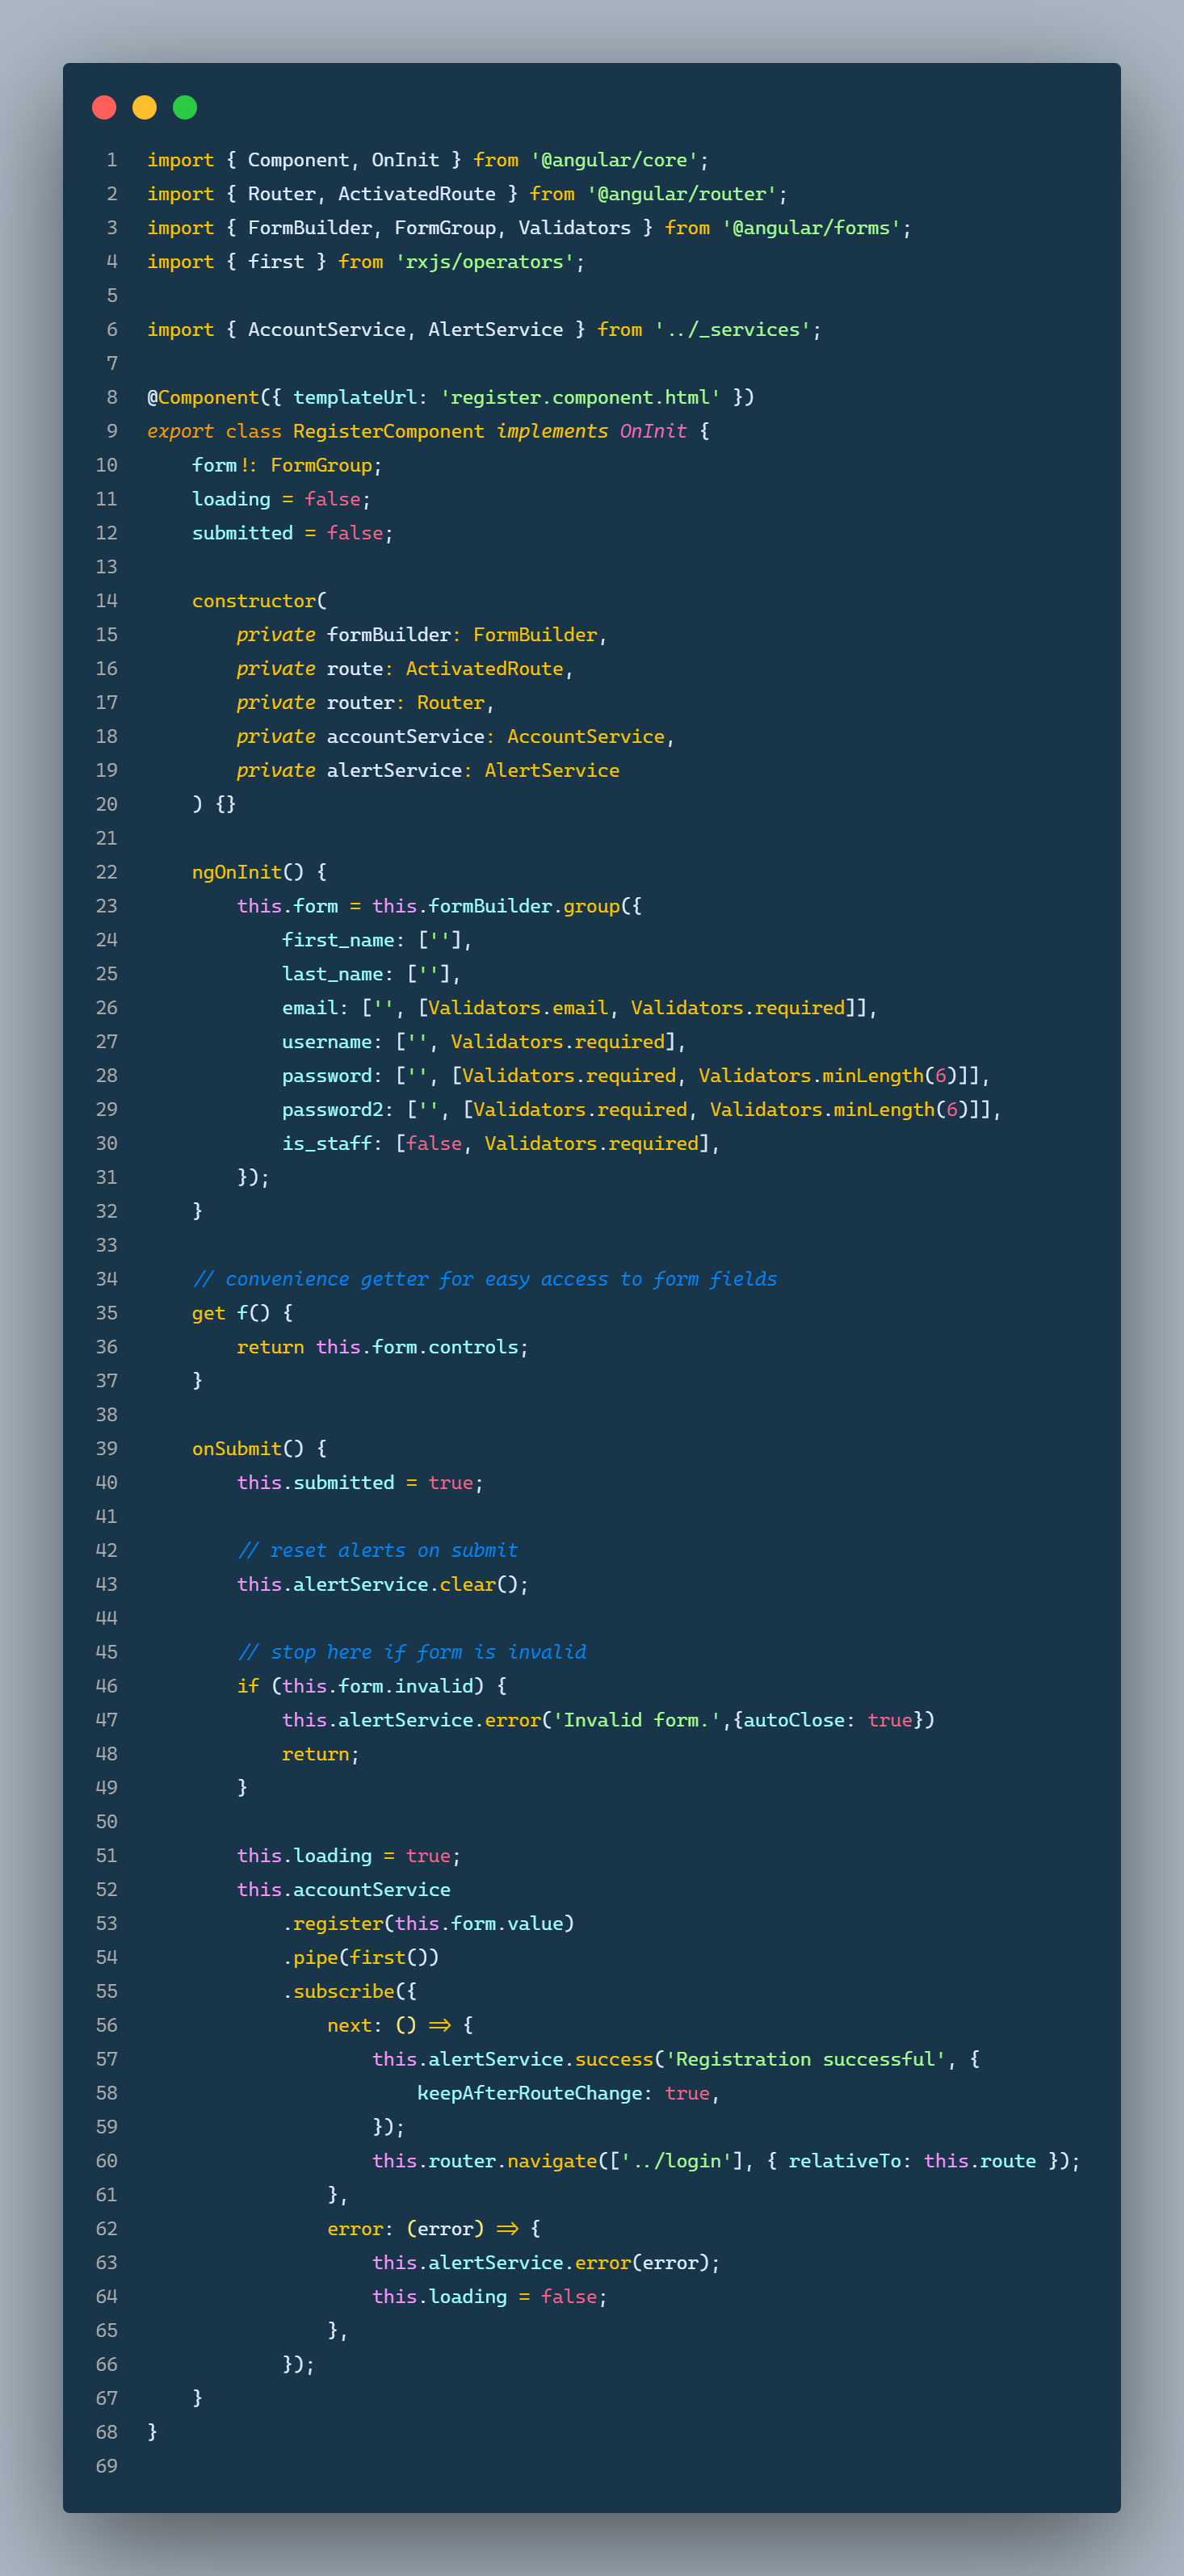 1 import { Component, OnInit } from '@angular/core';
2 import { Router, ActivatedRoute } from '@angular/router';
3 import { FormBuilder, FormGroup, Validators } from '@angular/forms';
4 import { first } from 'rxjs/operators';
5
6 import { AccountService, AlertService } from '../_services';
7
8 @Component({ templateUrl: 'register.component.html' })
9 export class RegisterComponent implements OnInit {
10     form!: FormGroup;
11     loading = false;
12     submitted = false;
13
14     constructor(
15         private formBuilder: FormBuilder,
16         private route: ActivatedRoute,
17         private router: Router,
18         private accountService: AccountService,
19         private alertService: AlertService
20     ) {}
21
22     ngOnInit() {
23         this.form = this.formBuilder.group({
24             first_name: [''],
25             last_name: [''],
26             email: ['', [Validators.email, Validators.required]],
27             username: ['', Validators.required],
28             password: ['', [Validators.required, Validators.minLength(6)]],
29             password2: ['', [Validators.required, Validators.minLength(6)]],
30             is_staff: [false, Validators.required],
31         });
32     }
33
34     // convenience getter for easy access to form fields
35     get f() {
36         return this.form.controls;
37     }
38
39     onSubmit() {
40         this.submitted = true;
41
42         // reset alerts on submit
43         this.alertService.clear();
44
45         // stop here if form is invalid
46         if (this.form.invalid) {
47             this.alertService.error('Invalid form.',{autoClose: true})
48             return;
49         }
50
51         this.loading = true;
52         this.accountService
53             .register(this.form.value)
54             .pipe(first())
55             .subscribe({
56                 next: () => {
57                     this.alertService.success('Registration successful', {
58                         keepAfterRouteChange: true,
59                     });
60                     this.router.navigate(['../login'], { relativeTo: this.route });
61                 },
62                 error: (error) => {
63                     this.alertService.error(error);
64                     this.loading = false;
65                 },
66             });
67     }
68 }
69